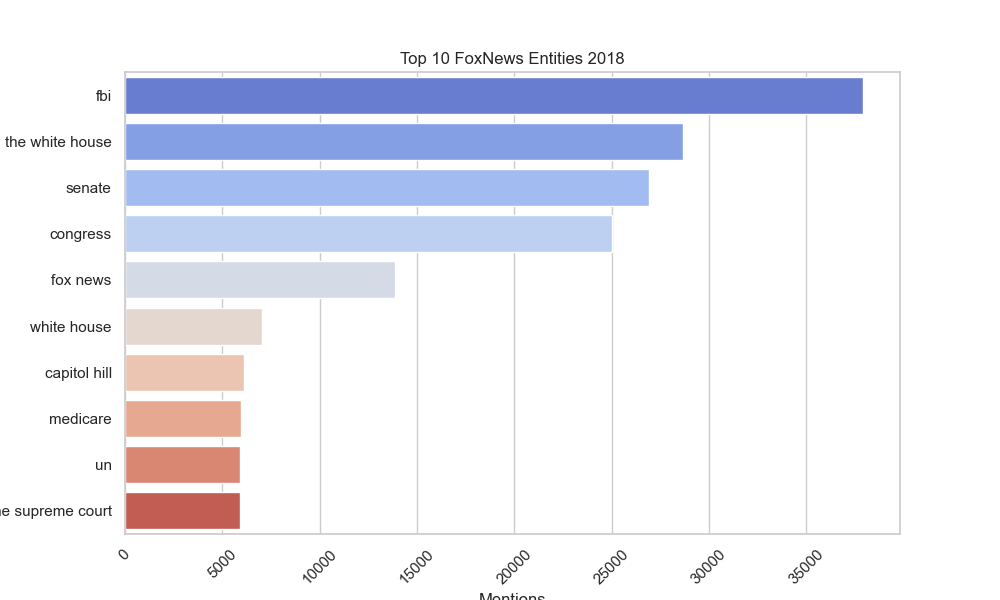 Top 10 FoxNews Entities 2018
fbi
the white house
senate
congress
fox news
white house
capitol hill
medicare
un
supreme court
0
5000
10000
15000
20000
25000
30000
35000
Mentions